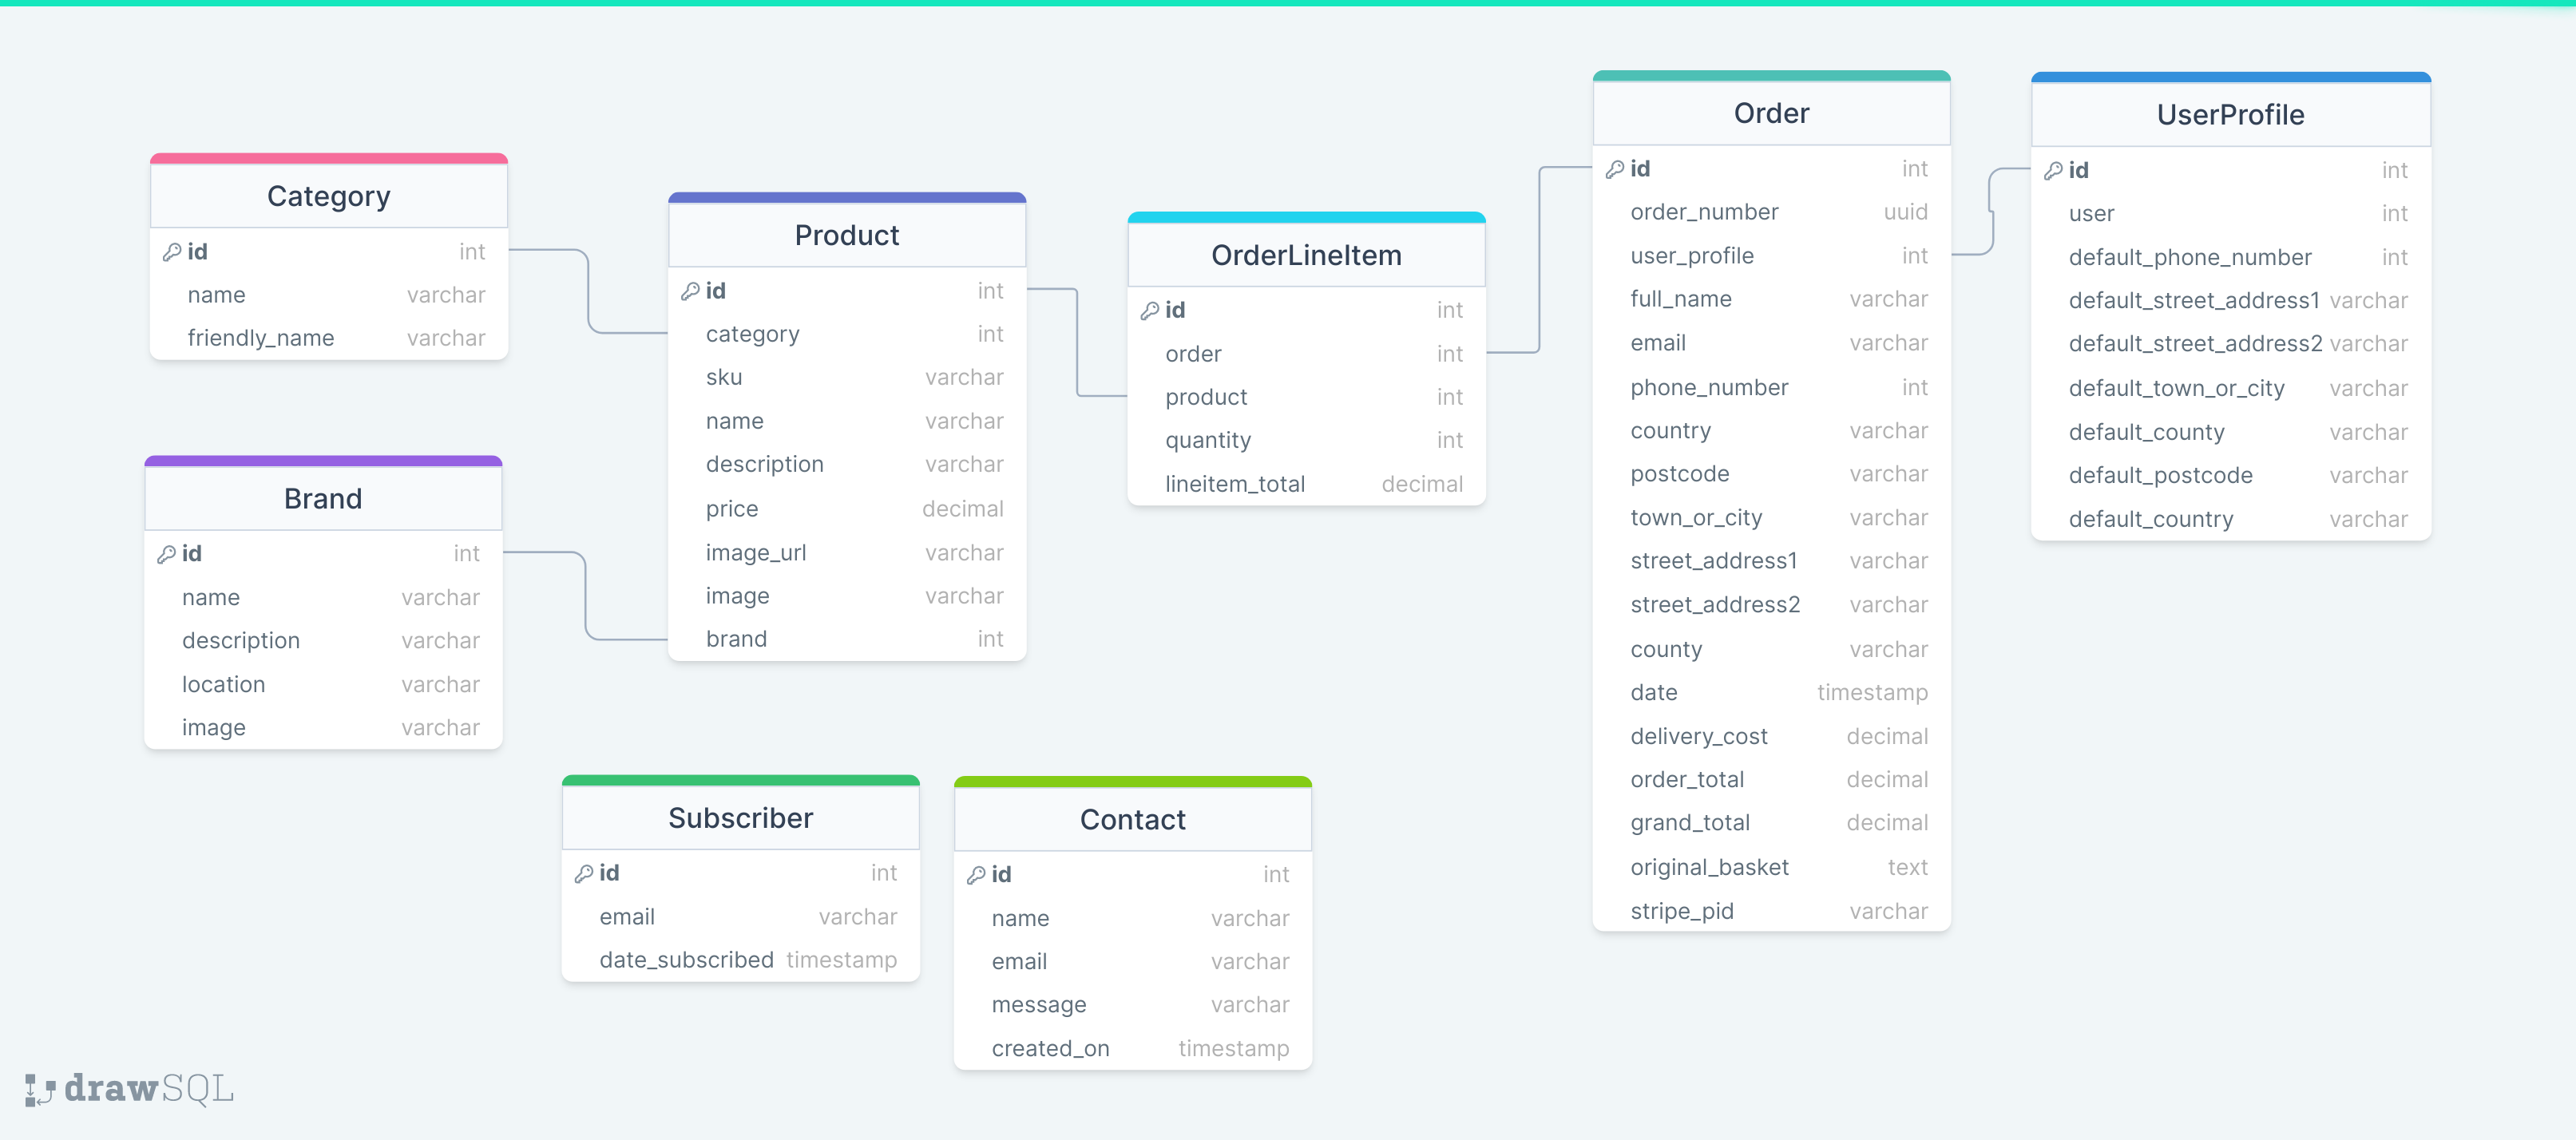 Category
id int
name varchar
friendly_name varchar
Brand
id int
name varchar
description varchar
location varchar
image varchar
Product
id int
category int
sku varchar
name varchar
description varchar
price decimal
image_url varchar
image varchar
brand int
OrderLineItem
id int
order int
product int
quantity int
lineitem_total decimal
Order
id int
order_number uuid
user_profile int
full_name varchar
email varchar
phone_number int
country varchar
postcode varchar
town_or_city varchar
street_address1 varchar
street_address2 varchar
county varchar
date timestamp
delivery_cost decimal
order_total decimal
grand_total decimal
original_basket text
stripe_pid varchar
UserProfile
id int
user int
default_phone_number int
default_street_address1 varchar
default_street_address2 varchar
default_town_or_city varchar
default_county varchar
default_postcode varchar
default_country varchar
Subscriber
id int
email varchar
date_subscribed timestamp
Contact
id int
name varchar
email varchar
message varchar
created_on timestamp
drawSQL